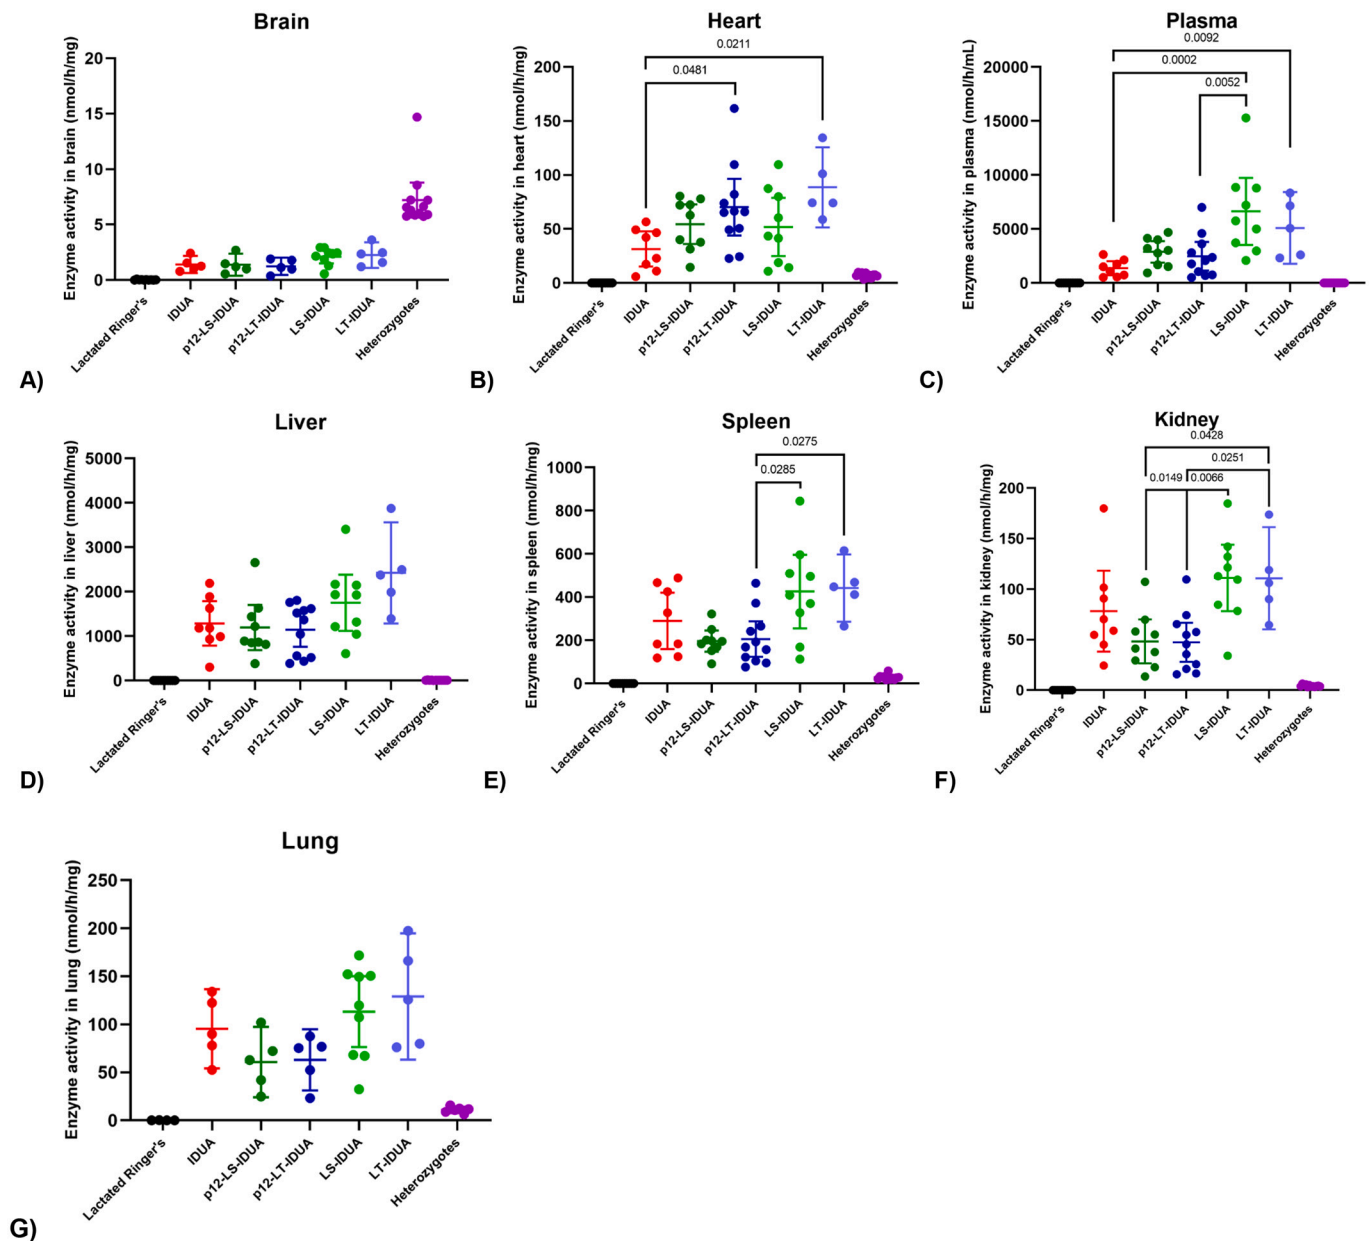 Brain
Enzyme activity in brain (nmol/h/mg)
20
15
10
5
0
Lactated Ringer's
IDUA
p12-LS-IDUA
p12-LT-IDUA
LS-IDUA
LT-IDUA
Heterozygotes
A)
Heart
0.0211
0.0481
Enzyme activity in heart (nmol/h/mg)
200
150
100
50
0
Lactated Ringer's
IDUA
p12-LS-IDUA
p12-LT-IDUA
LS-IDUA
LT-IDUA
Heterozygotes
B)
Plasma
0.0092
0.0002
0.0052
Enzyme activity in plasma (nmol/h/mL)
20000
15000
10000
5000
0
Lactated Ringer's
IDUA
p12-LS-IDUA
p12-LT-IDUA
LS-IDUA
LT-IDUA
Heterozygotes
C)
Liver
Enzyme activity in liver (nmol/h/mg)
5000
4000
3000
2000
1000
0
Lactated Ringer's
IDUA
p12-LS-IDUA
p12-LT-IDUA
LS-IDUA
LT-IDUA
Heterozygotes
D)
Spleen
0.0275
0.0285
Enzyme activity in spleen (nmol/h/mg)
1000
800
600
400
200
0
Lactated Ringer's
IDUA
p12-LS-IDUA
p12-LT-IDUA
LS-IDUA
LT-IDUA
Heterozygotes
E)
Kidney
0.0428
0.0251
0.0149
0.0066
Enzyme activity in kidney (nmol/h/mg)
200
150
100
50
0
Lactated Ringer's
IDUA
p12-LS-IDUA
p12-LT-IDUA
LS-IDUA
LT-IDUA
Heterozygotes
F)
Lung
Enzyme activity in lung (nmol/h/mg)
250
200
150
100
50
0
Lactated Ringer's
IDUA
p12-LS-IDUA
p12-LT-IDUA
LS-IDUA
LT-IDUA
Heterozygotes
G)